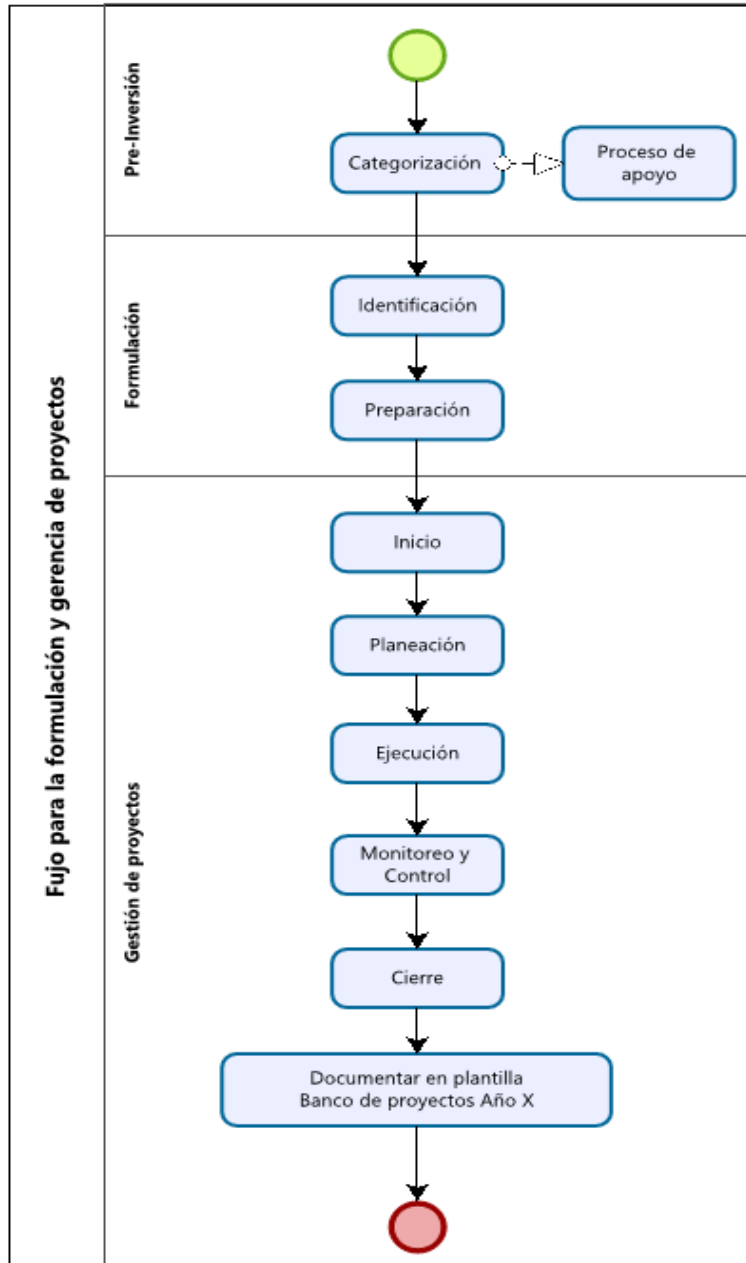 Fujo para la formulación y gerencia de proyectos
Pre-Inversión
Categorización
Proceso de
apoyo
Formulación
Identificación
Preparación
Gestión de proyectos
Inicio
Planeación
Ejecución
Monitoreo y
Control
Cierre
Documentar en plantilla
Banco de proyectos Año X